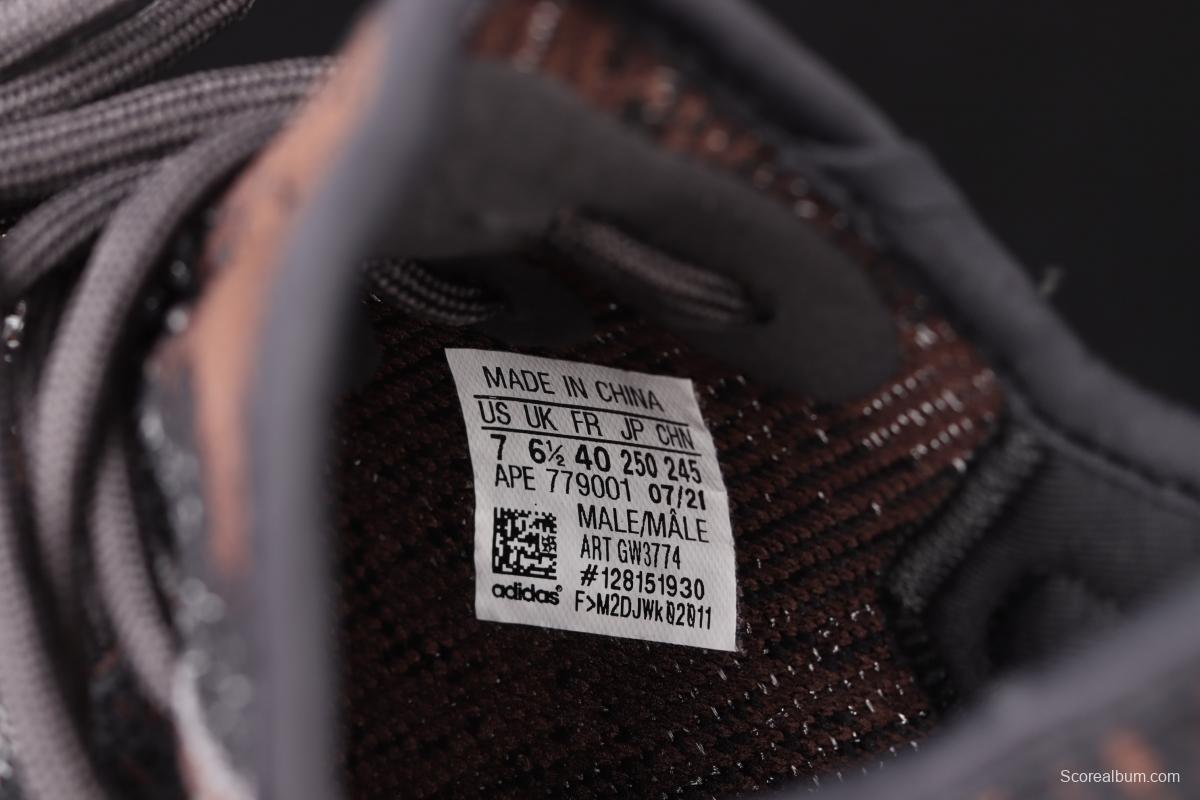 MADE IN CHINA
US UK FR JP CHN
7 6½ 40 250 245
APE 779001 07/21
MALE/MÂLE
ART GW3774
#128151930
F>M2DJWk02011
adidas®
Scorealbum.com